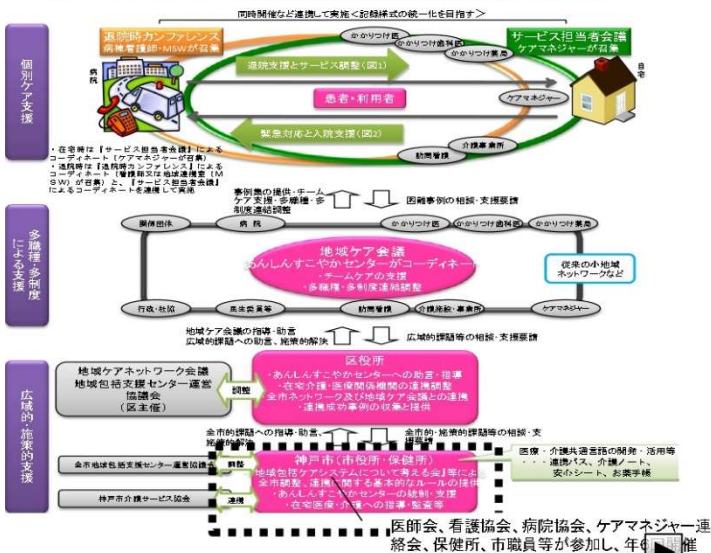 同時開催など連携して実施<記録様式の統一化を目指す>
退院時カンファレンス
病棟看護師・MSWが召集
サービス担当者会議
ケアマネジャーが召集
かかりつけ医
かかりつけ歯科医
かかりつけ薬局
個別ケア支援
病院
自宅
退院支援とサービス調整(図1)
患者・利用者
ケアマネジャー
緊急対応と入院支援(図2)
介護事業所
訪問看護
・在宅時は『サービス担当者会議』による
コーディネート(ケアマネジャーが召集)
・退院時は『退院時カンファレンス』による
コーディネート(看護師又は地域連携室(M
SW)が召集)と、『サービス担当者会議』
によるコーディネートを連携して実施
事例集の提供・チーム
ケア支援・多職種・多
制度連結調整
困難事例の相談・支援要請
多職種・多制度
による支援
関係団体
病院
かかりつけ医
かかりつけ歯科医
かかりつけ薬局
地域ケア会議
あんしんすこやかセンターがコーディネート
・チームケアの支援
・多職種・多制度連結調整
従来の小地域
ネットワークなど
行政・社協
民生委員等
訪問看護
介護施設・事業所
ケアマネジャー
地域ケア会議の指導・助言
広域的課題への助言、施策的解決
広域的課題等の相談・支援要請
広域的・施策的支援
地域ケアネットワーク会議
地域包括支援センター運営
協議会
(区主催)
調整
区役所
・あんしんすこやかセンターへの助言・指導
・在宅介護・医療関係機関の連携調整
全市ネットワーク及び地域ケア会議との連携
・連携成功事例の収集と提供
全市的課題への指導・助言、
施策的解決
全市的・施策的課題等の相談・支
援要請
全市地域包括支援センター運営協議会
調整
神戸市介護サービス協会
連携
神戸市(市役所・保健所)
地域包括ケアシステムについて考える会』等によ
全市調整、連携に関する基本的なルールの提供
・あんしんすこやかセンターの統制・支援
・在宅医療・介護への指導・監査等
医療・介護共通言語の開発・活用等
・・・連携パス、介護ノート、
安心シート、お薬手帳
医師会、看護協会、病院協会、ケアマネジャー連
絡会、保健所、市職員等が参加し、年6回開催